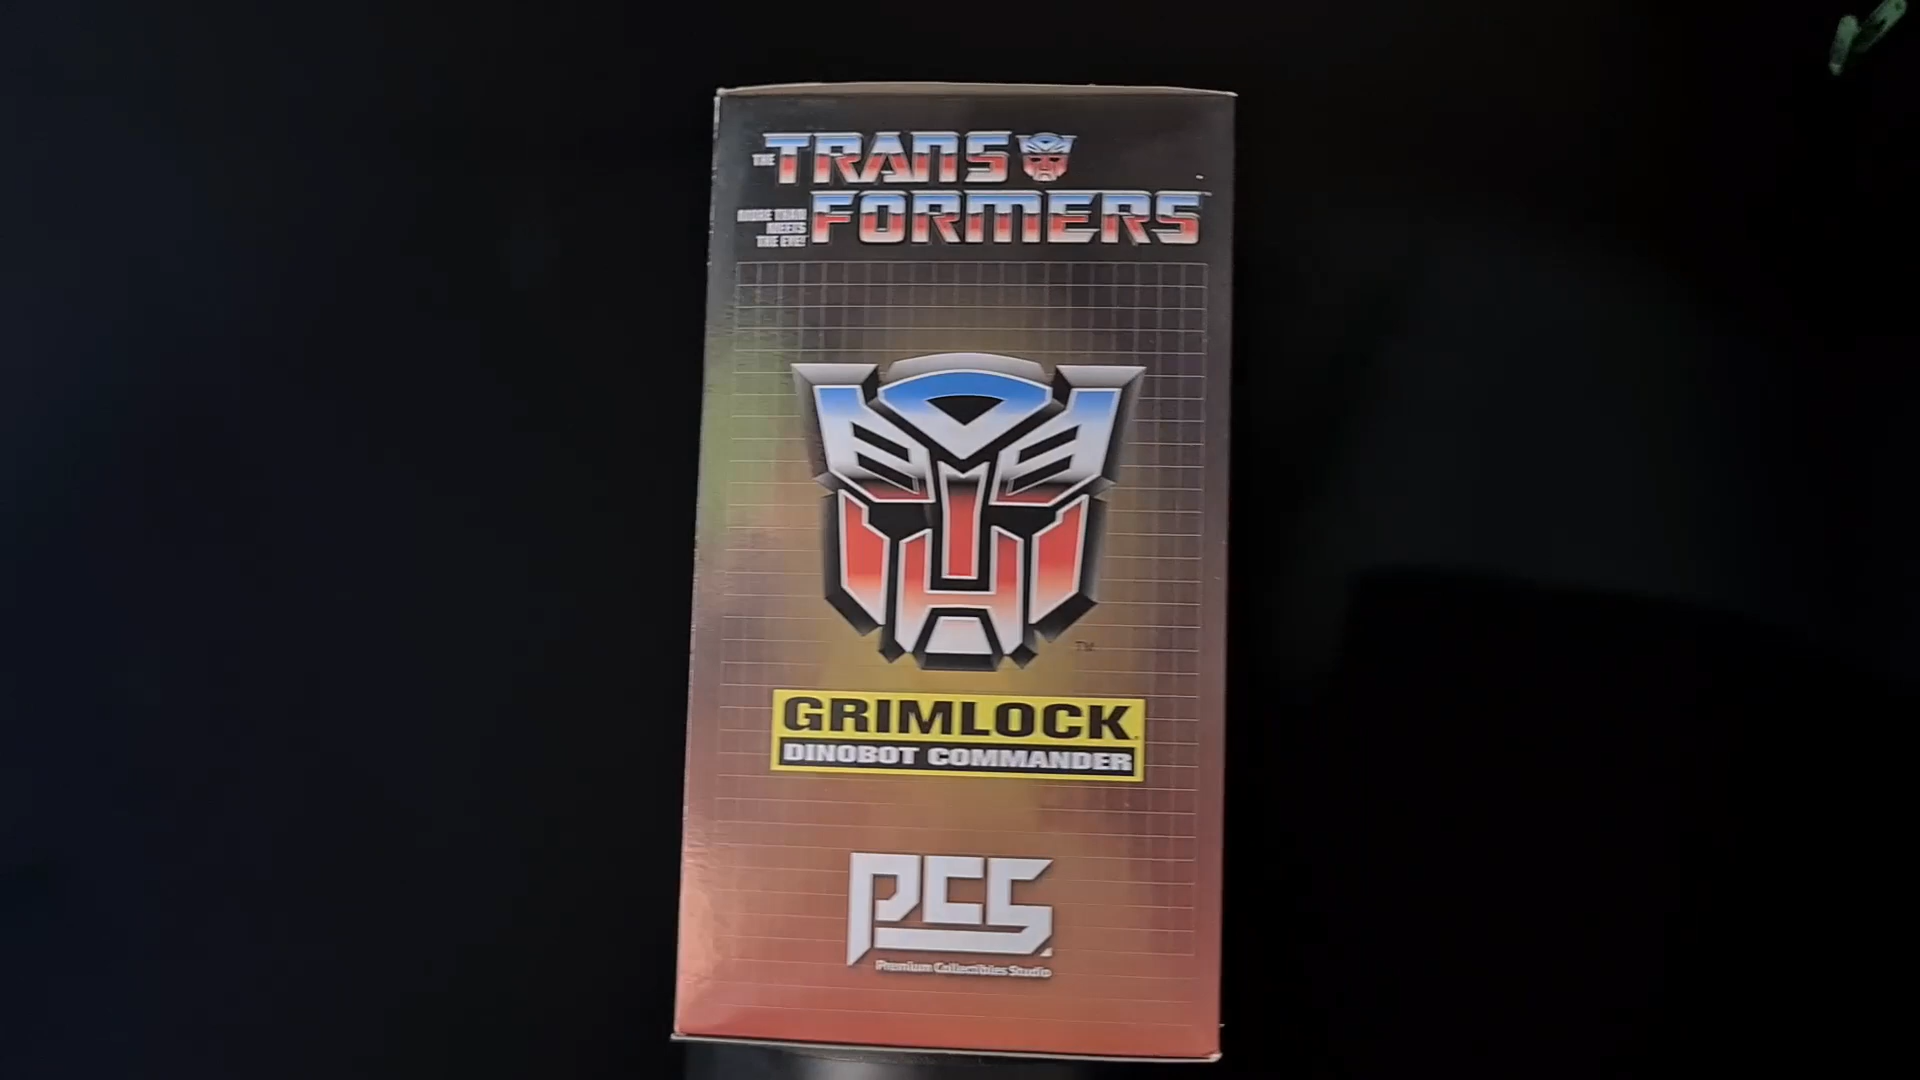 THE TRANS
FORMERS
MORE THAN
MEETS
THE EYE!
TM
GRIMLOCK
DINOBOT COMMANDER
PCS
Premium Collectibles Studio